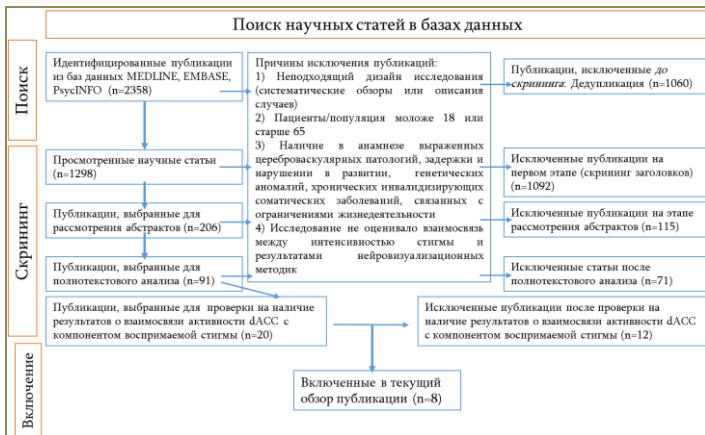 Поиск научных статей в базах данных
Поиск
Идентифицированные публикации
из баз данных MEDLINE, EMBASE,
PsycINFO (n=2358)
Причины исключения публикаций:
1) Неподходящий дизайн исследования
(систематические обзоры или описания
случаев)
2) Пациенты/популяция моложе 18 или
старше 65
3) Наличие в анамнезе выраженных
цереброваскулярных патологий, задержки и
нарушении в развитии, генетических
аномалий, хронических инвалидизирующих
соматических заболеваний, связанных с
ограничениями жизнедеятельности
4) Исследование не оценивало взаимосвязь
между интенсивностью стигмы и
результатами нейровизуализационных
методик
Публикации, исключенные до
скрининга: Дедупликация (n=1060)
Скрининг
Просмотренные научные статьи
(n=1298)
Исключенные публикации на
первом этапе (скрининг заголовков)
(n=1092)
Публикации, выбранные для
рассмотрения абстрактов (n=206)
Исключенные публикации на этапе
рассмотрения абстрактов (n=115)
Публикации, выбранные для
полнотекстового анализа (n=91)
Исключенные статьи после
полнотекстового анализа (n=71)
Публикации, выбранные для проверки на наличие
результатов о взаимосвязи активности dACC с
компонентом воспримаемой стигмы (n=20)
Исключенные публикации после проверки на
наличие результатов о взаимосвязи активности dACC
с компонентом воспримаемой стигмы (n=12)
Включение
Включенные в текущий
обзор публикации (n=8)